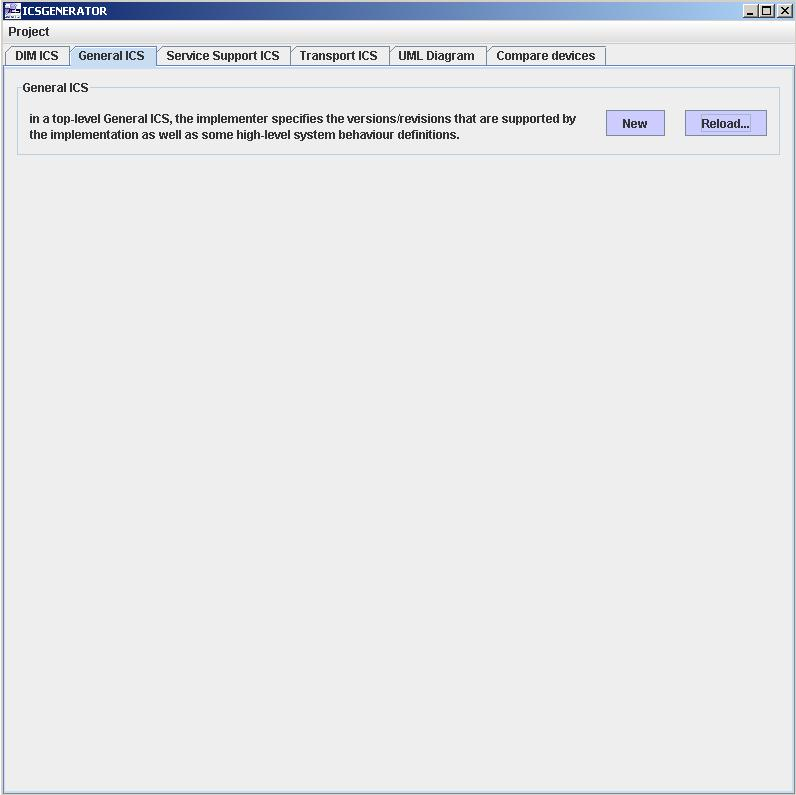 ICSGENERATOR
Project
DIM ICS
General ICS
Service Support ICS
Transport ICS
UML Diagram
Compare devices
General ICS
in a top-level General ICS, the implementer specifies the versions/revisions that are supported by
the implementation as well as some high-level system behaviour definitions.
New
Reload...